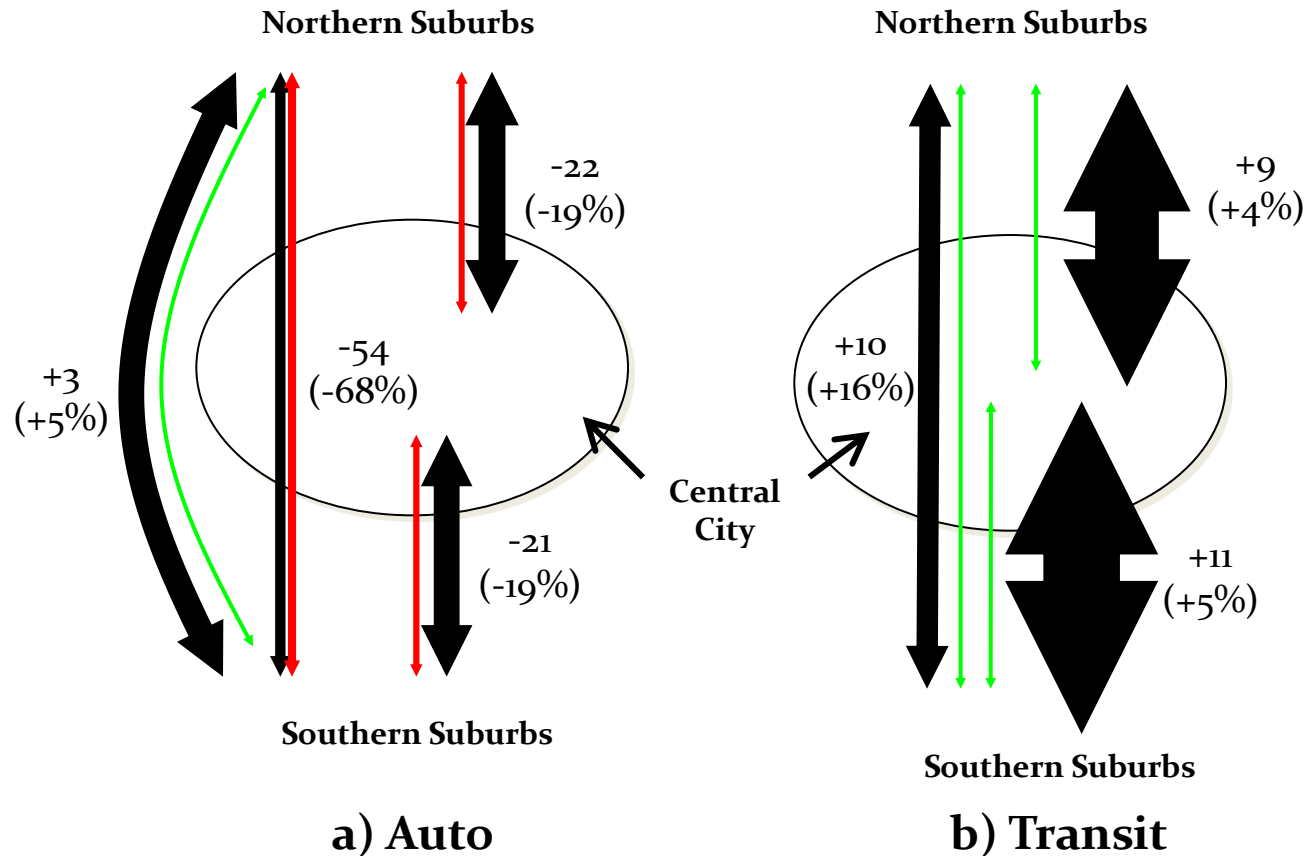 Northern Suburbs
-22
(-19%)
-54
(-68%)
+3
(+5%)
-21
(-19%)
Southern Suburbs
a) Auto
Central
City
Northern Suburbs
+9
(+4%)
+10
(+16%)
+11
(+5%)
Southern Suburbs
b) Transit